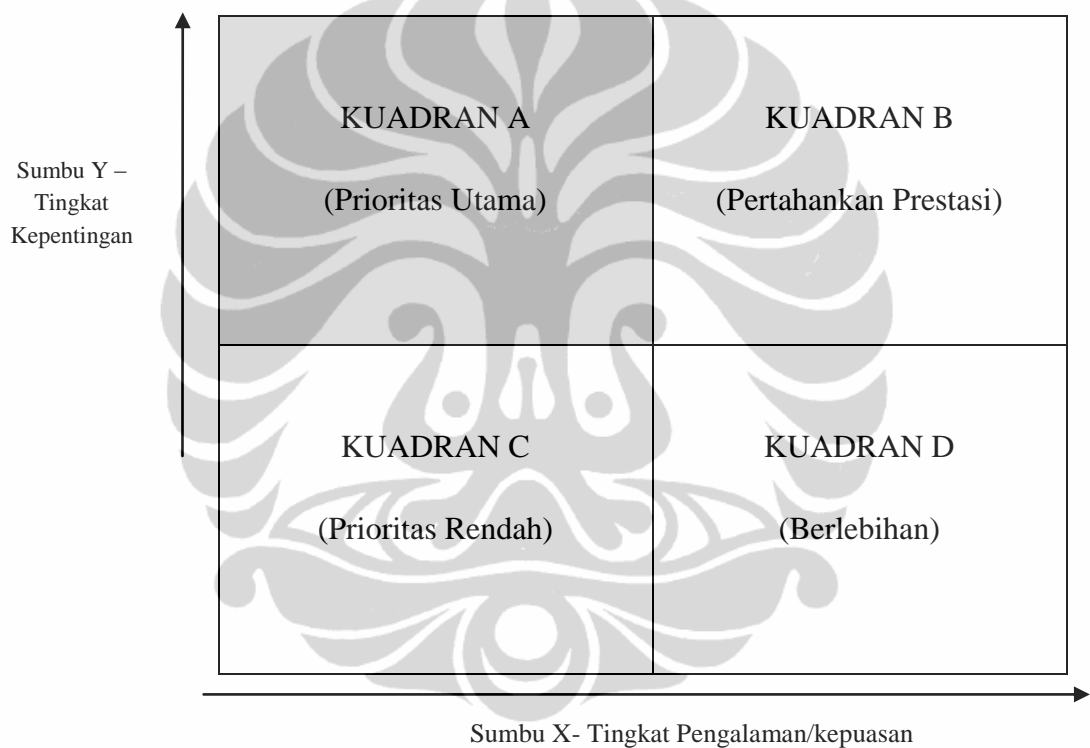 KUADRAN A
(Prioritas Utama)
KUADRAN B
(Pertahankan Prestasi)
Sumbu Y –
Tingkat
Kepentingan
KUADRAN C
(Prioritas Rendah)
KUADRAN D
(Berlebihan)
Sumbu X- Tingkat Pengalaman/kepuasan